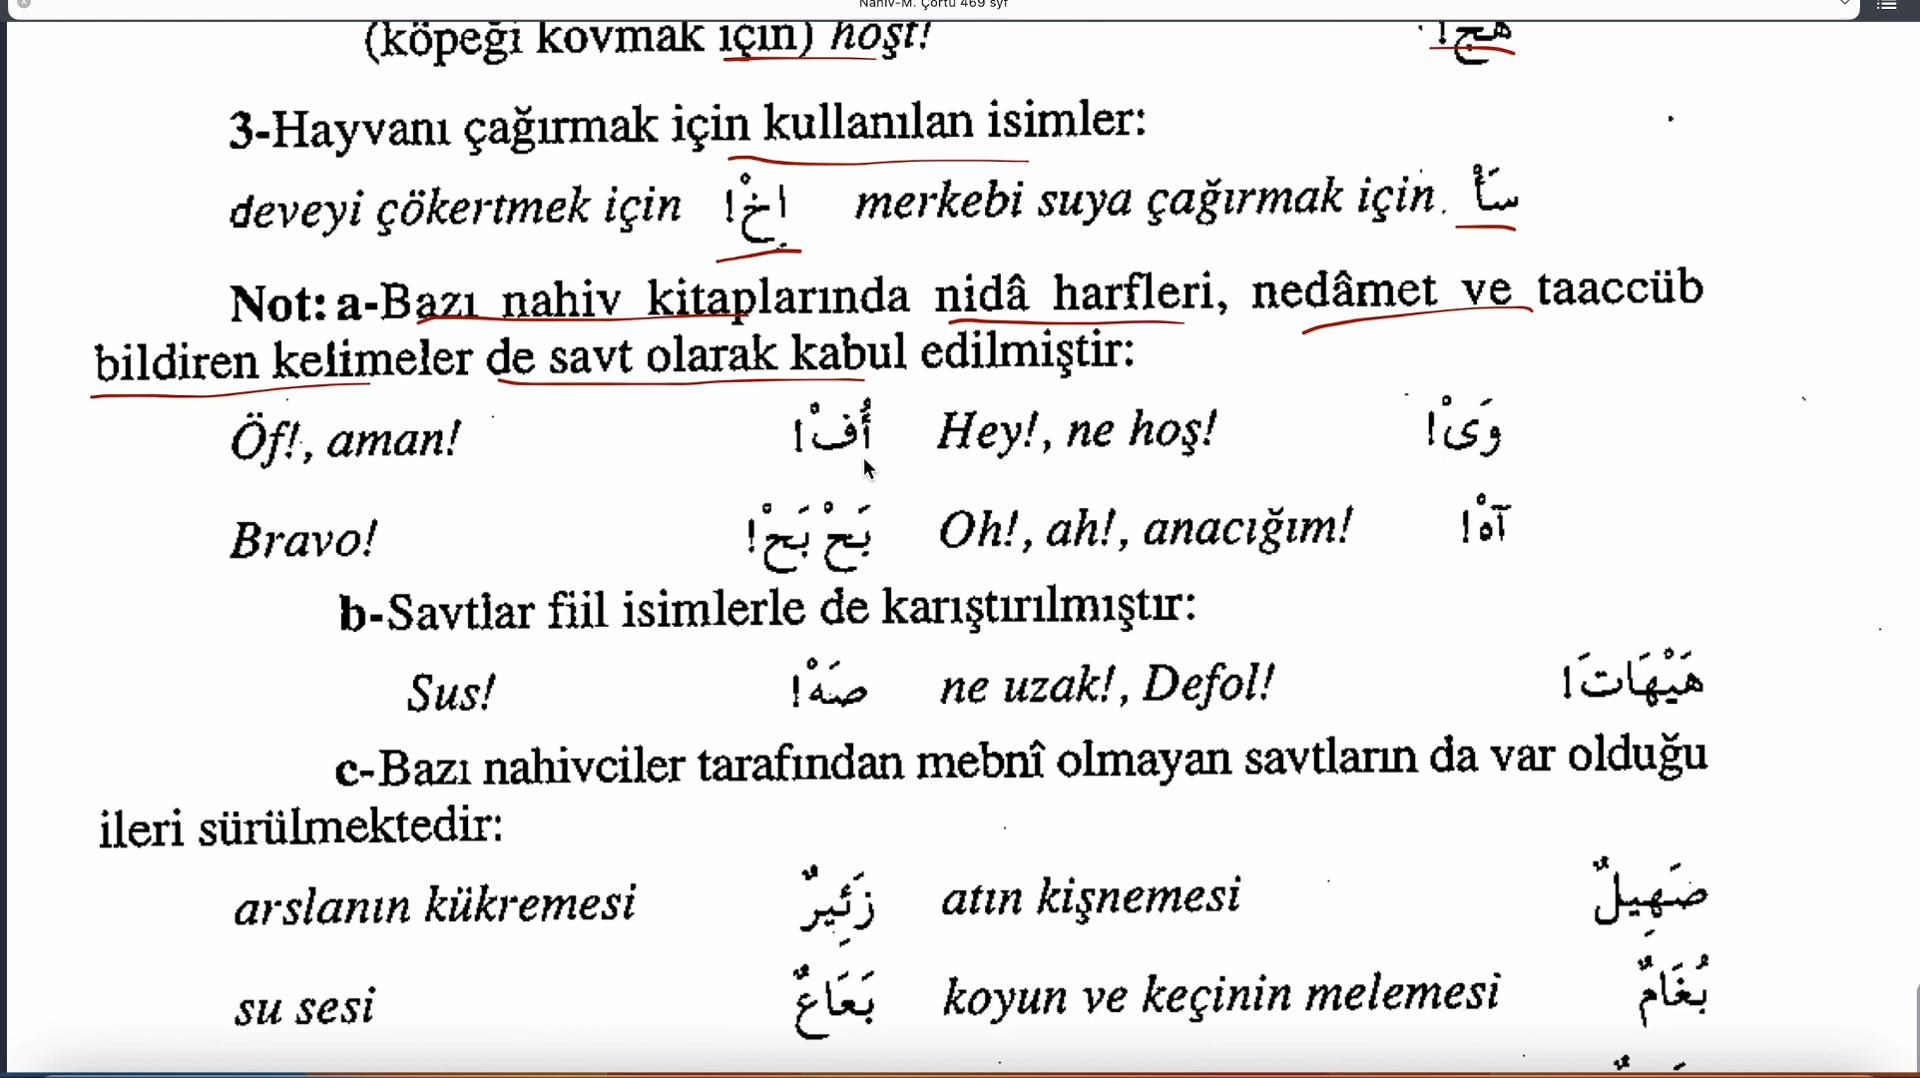 Nahiv-M. Çörtü 469 syf
(köpeği kovmak için) hoşt! هَجْ!
3-Hayvanı çağırmak için kullanılan isimler:
deveyi çökertmek için اِخْ! merkebi suya çağırmak için. سَأْ
Not: a-Bazı nahiv kitaplarında nidâ harfleri, nedâmet ve taaccüb
bildiren kelimeler de savt olarak kabul edilmiştir:
Öf!, aman! أُفْ! Hey!, ne hoş! وَىْ!
Bravo! بَحْ بَحْ! Oh!, ah!, anacığım! آهْ!
b-Savtlar fiil isimlerle de karıştırılmıştır:
Sus! صَهْ! ne uzak!, Defol! هَيْهَاتَ!
c-Bazı nahivciler tarafından mebnî olmayan savtların da var olduğu
ileri sürülmektedir:
arslanın kükremesi زَئِيرٌ atın kişnemesi صَهِيلٌ
su sesi بَعَاعٌ koyun ve keçinin melemesi بُغَامٌ